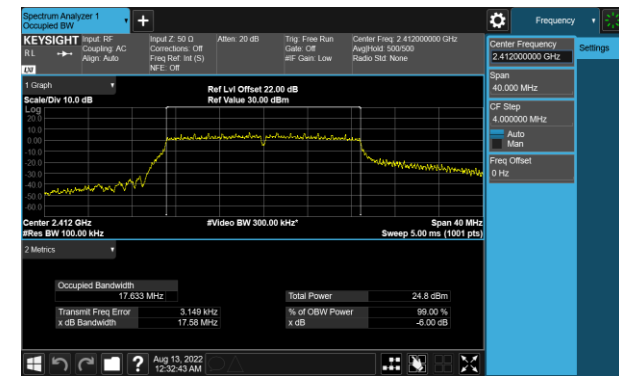 Spectrum Analyzer 1
Occupied BW
Frequency
KEYSIGHT
RL
LXI
Input: RF
Coupling: AC
Align: Auto
Input Z: 50 Ω
Corrections: Off
Freq Ref: Int (S)
NFE: Off
Atten: 20 dB
Trig: Free Run
Gate: Off
#IF Gain: Low
Center Freq: 2.412000000 GHz
Avg|Hold: 500/500
Radio Std: None
Center Frequency
2.412000000 GHz
Settings
Span
40.000 MHz
CF Step
4.000000 MHz
Auto
Man
Freq Offset
0 Hz
1 Graph
Scale/Div 10.0 dB
Ref Lvl Offset 22.00 dB
Ref Value 30.00 dBm
Log
20.0
10.0
0.00
-10.0
-20.0
-30.0
-40.0
-50.0
-60.0
Center 2.412 GHz
#Video BW 300.00 kHz*
Span 40 MHz
#Res BW 100.00 kHz
Sweep 5.00 ms (1001 pts)
2 Metrics
Occupied Bandwidth
17.633 MHz
Total Power 24.8 dBm
Transmit Freq Error 3.149 kHz
% of OBW Power 99.00 %
x dB Bandwidth 17.58 MHz
x dB -6.00 dB
Aug 13, 2022
12:32:43 AM